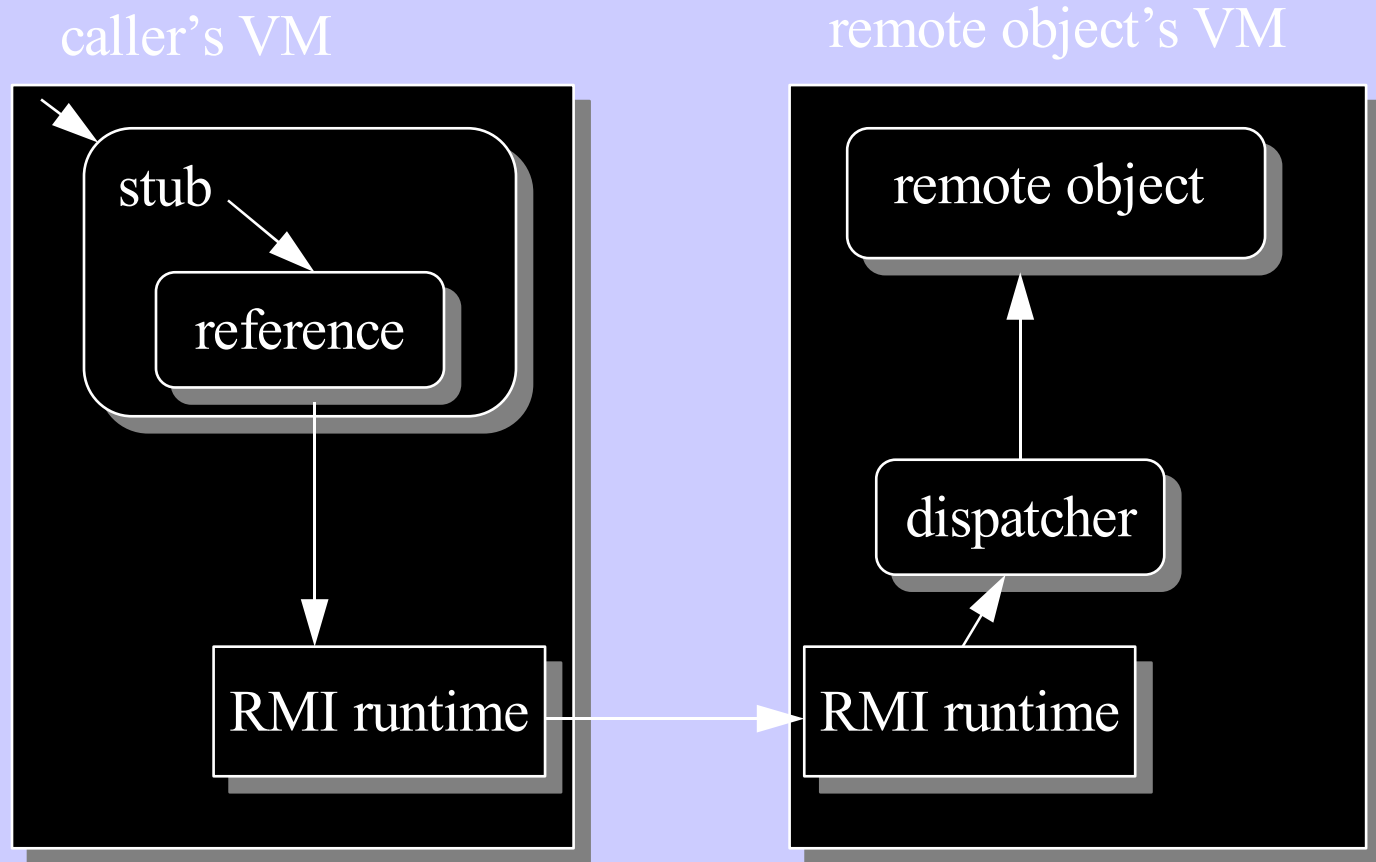 caller’s VM
remote object’s VM
stub
reference
RMI runtime
remote object
dispatcher
RMI runtime